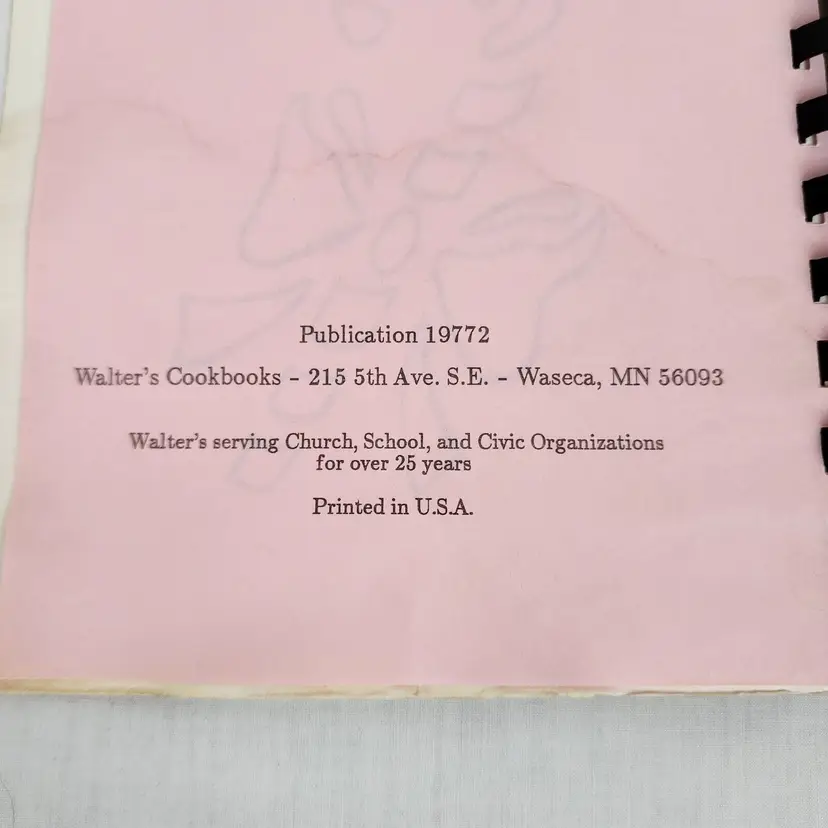 Publication 19772
Walter's Cookbooks - 215 5th Ave. S.E. - Waseca, MN 56093
Walter's serving Church, School, and Civic Organizations
for over 25 years
Printed in U.S.A.